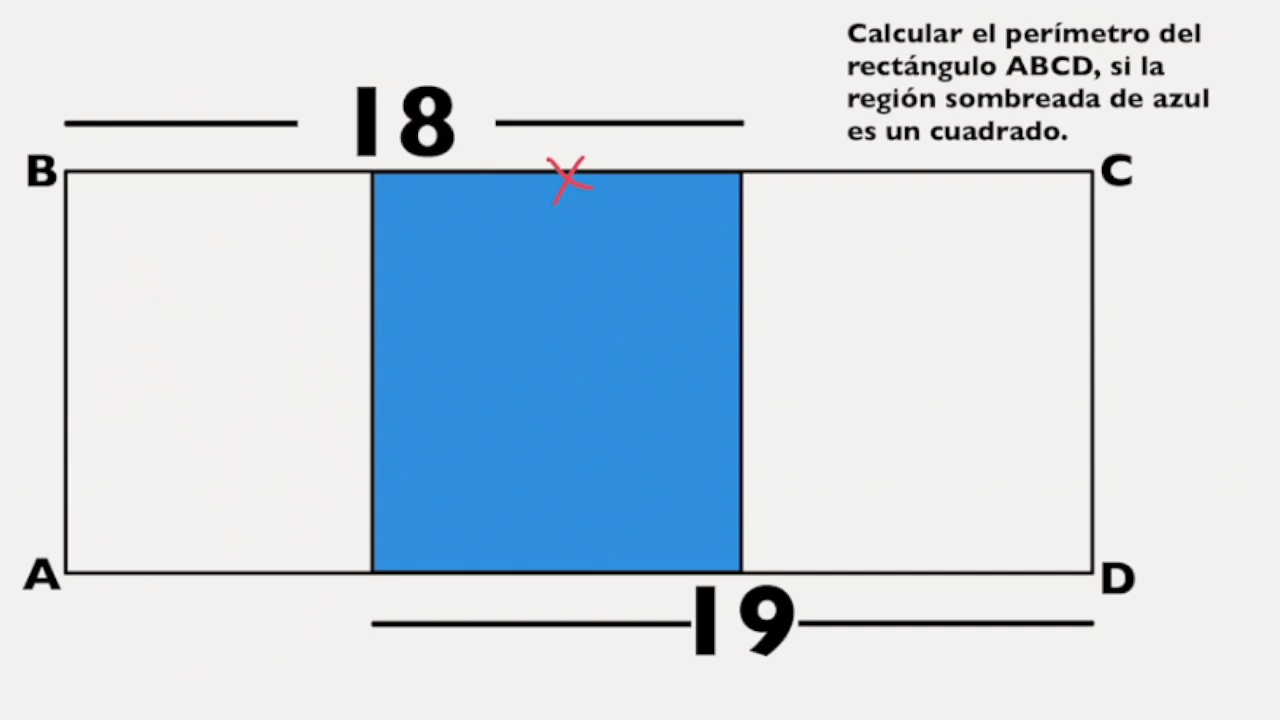 Calcular el perímetro del
rectángulo ABCD, si la
región sombreada de azul
es un cuadrado.
18
B
C
x
A
D
19